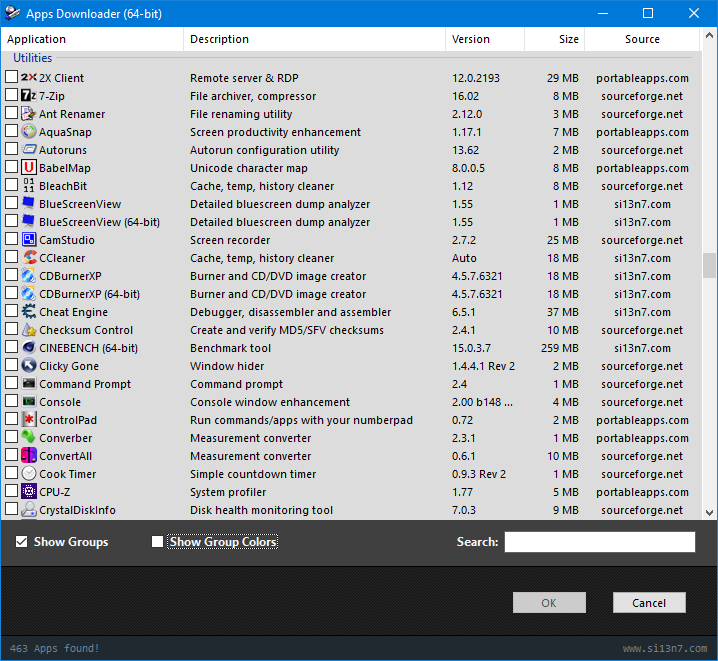 Apps Downloader (64-bit)
Application Description Version Size Source
Utilities
2X 2X Client Remote server & RDP 12.0.2193 29 MB portableapps.com
7z 7-Zip File archiver, compressor 16.02 8 MB sourceforge.net
Ant Renamer File renaming utility 2.12.0 3 MB sourceforge.net
AquaSnap Screen productivity enhancement 1.17.1 7 MB portableapps.com
Autoruns Autorun configuration utility 13.62 2 MB sourceforge.net
U BabelMap Unicode character map 8.0.0.5 8 MB portableapps.com
01 11 BleachBit Cache, temp, history cleaner 1.12 8 MB sourceforge.net
BlueScreenView Detailed bluescreen dump analyzer 1.55 1 MB si13n7.com
BlueScreenView (64-bit) Detailed bluescreen dump analyzer 1.55 1 MB si13n7.com
CamStudio Screen recorder 2.7.2 25 MB sourceforge.net
CCleaner Cache, temp, history cleaner Auto 18 MB si13n7.com
CDBurnerXP Burner and CD/DVD image creator 4.5.7.6321 18 MB si13n7.com
CDBurnerXP (64-bit) Burner and CD/DVD image creator 4.5.7.6321 18 MB si13n7.com
Cheat Engine Debugger, disassembler and assembler 6.5.1 37 MB si13n7.com
Checksum Control Create and verify MD5/SFV checksums 2.4.1 10 MB sourceforge.net
CINEBENCH (64-bit) Benchmark tool 15.0.3.7 259 MB si13n7.com
Clicky Gone Window hider 1.4.4.1 Rev 2 2 MB sourceforge.net
Command Prompt Command prompt 2.4 1 MB sourceforge.net
Console Console window enhancement 2.00 b148 ... 4 MB sourceforge.net
ControlPad Run commands/apps with your numberpad 0.72 2 MB portableapps.com
Converber Measurement converter 2.3.1 1 MB portableapps.com
ConvertAll Measurement converter 0.6.1 10 MB sourceforge.net
Cook Timer Simple countdown timer 0.9.3 Rev 2 1 MB sourceforge.net
CPU-Z System profiler 1.77 5 MB portableapps.com
CrystalDiskInfo Disk health monitoring tool 7.0.3 9 MB sourceforge.net
Show Groups Show Group Colors Search:
OK Cancel
463 Apps found! www.si13n7.com